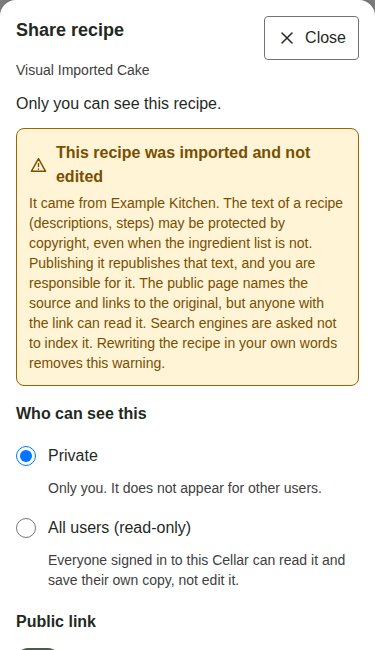 Share recipe
Close
Visual Imported Cake
Only you can see this recipe.
This recipe was imported and not
edited
It came from Example Kitchen. The text of a recipe
(descriptions, steps) may be protected by
copyright, even when the ingredient list is not.
Publishing it republishes that text, and you are
responsible for it. The public page names the
source and links to the original, but anyone with
the link can read it. Search engines are asked not
to index it. Rewriting the recipe in your own words
removes this warning.
Who can see this
Private
Only you. It does not appear for other users.
All users (read-only)
Everyone signed in to this Cellar can read it and
save their own copy, not edit it.
Public link